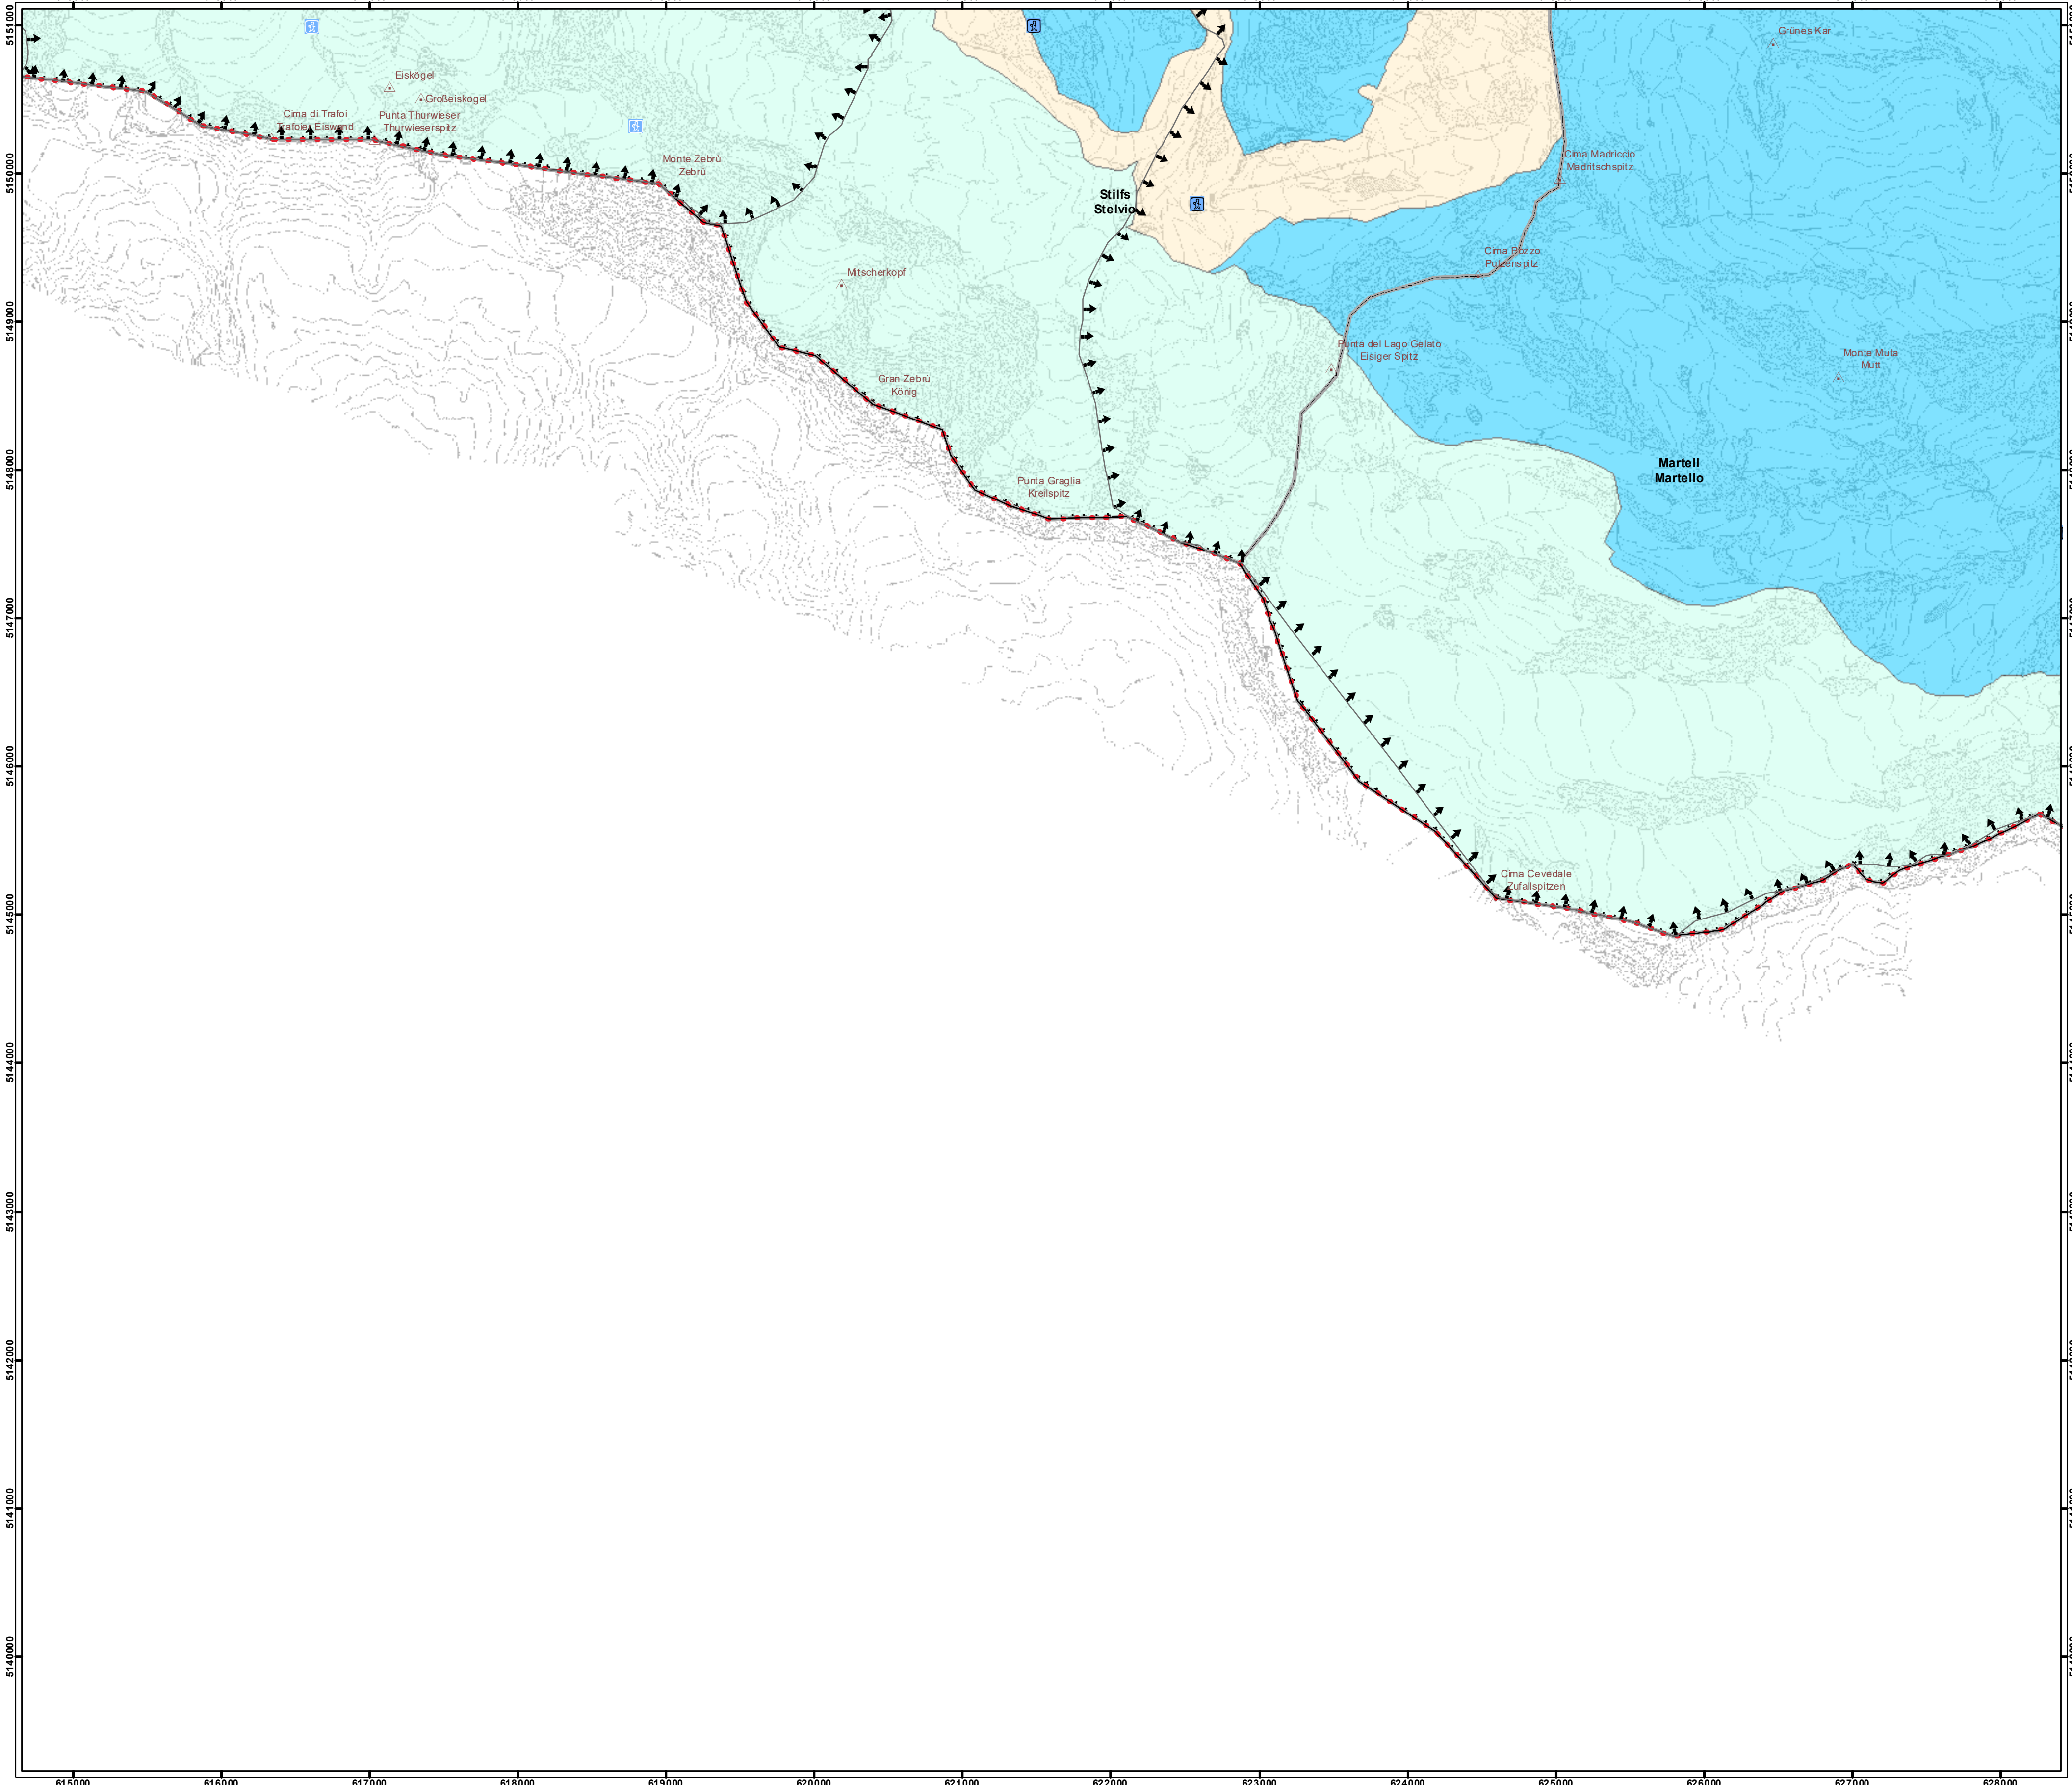 5151000
5150000
5149000
5148000
5147000
5146000
5145000
5144000
5143000
5142000
5141000
5140000
Grünes Kar
Eiskogel
Großeiskogel
Cima di Trafoi
Trafoier Eiswand
Punta Thurwieser
Thurwieserspitz
Monte Zebrù
Zebrù
Cima Madriccio
Madritschspitz
Stilfs
Stelvio
Cima Pozzo
Putzenspitz
Mitscherkopf
Punta del Lago Gelato
Eisiger Spitz
Monte Muta
Mutt
Gran Zebrù
König
Martell
Martello
Punta Graglia
Kreilspitz
Cima Cevedale
Zufallspitzen
615000
616000
617000
618000
619000
620000
621000
622000
623000
624000
625000
626000
627000
628000